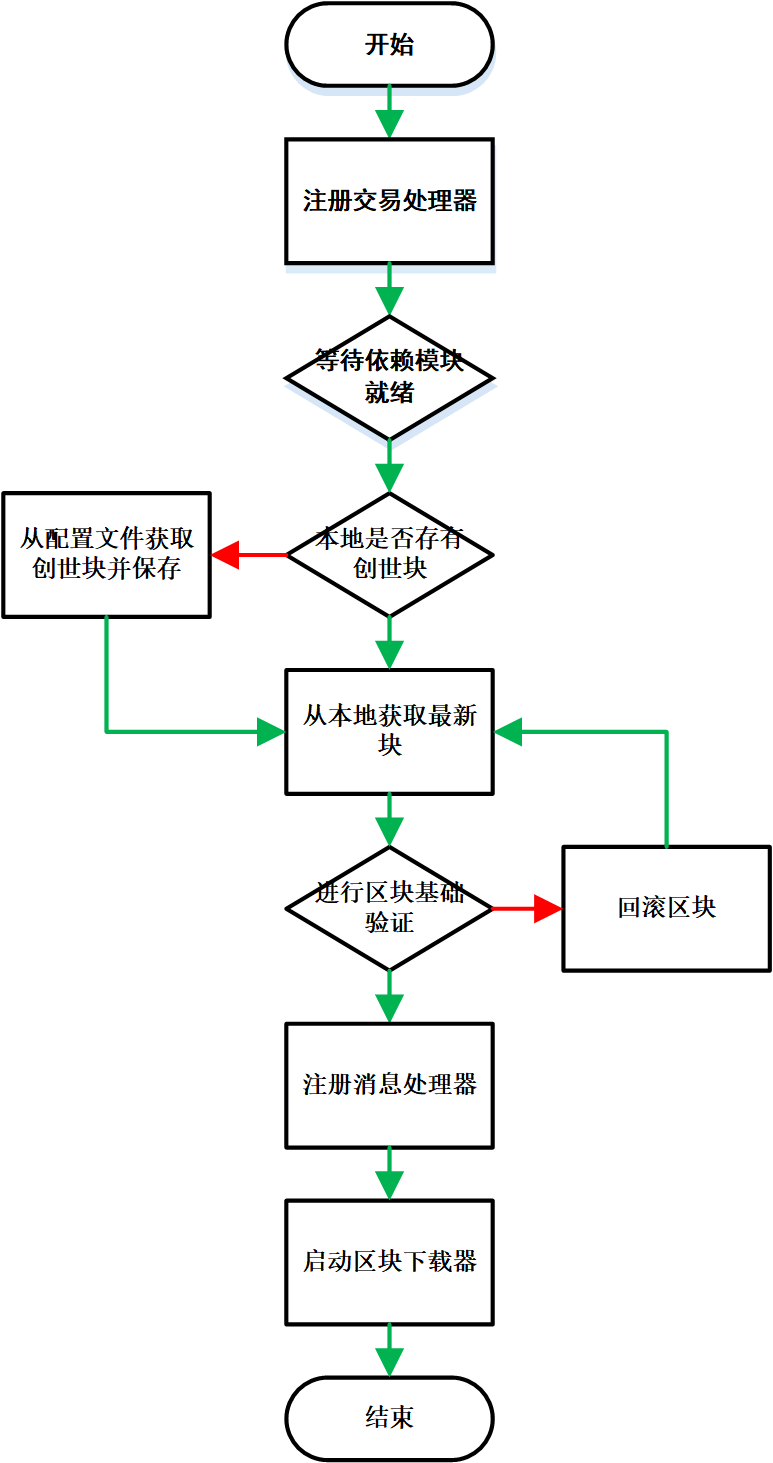 开始
注册交易处理器
等待依赖模块
就绪
本地是否存有
创世块
从配置文件获取
创世块并保存
从本地获取最新
块
进行区块基础
验证
回滚区块
注册消息处理器
启动区块下载器
结束